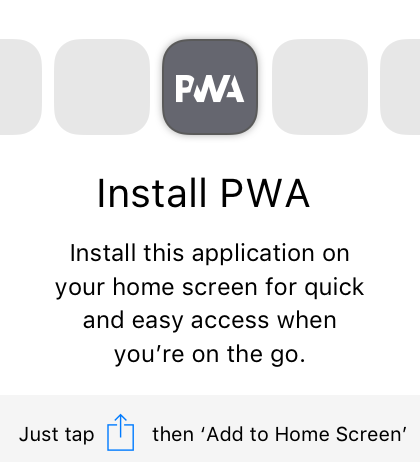 PWA
Install PWA
Install this application on
your home screen for quick
and easy access when
you’re on the go.
Just tap then ‘Add to Home Screen’